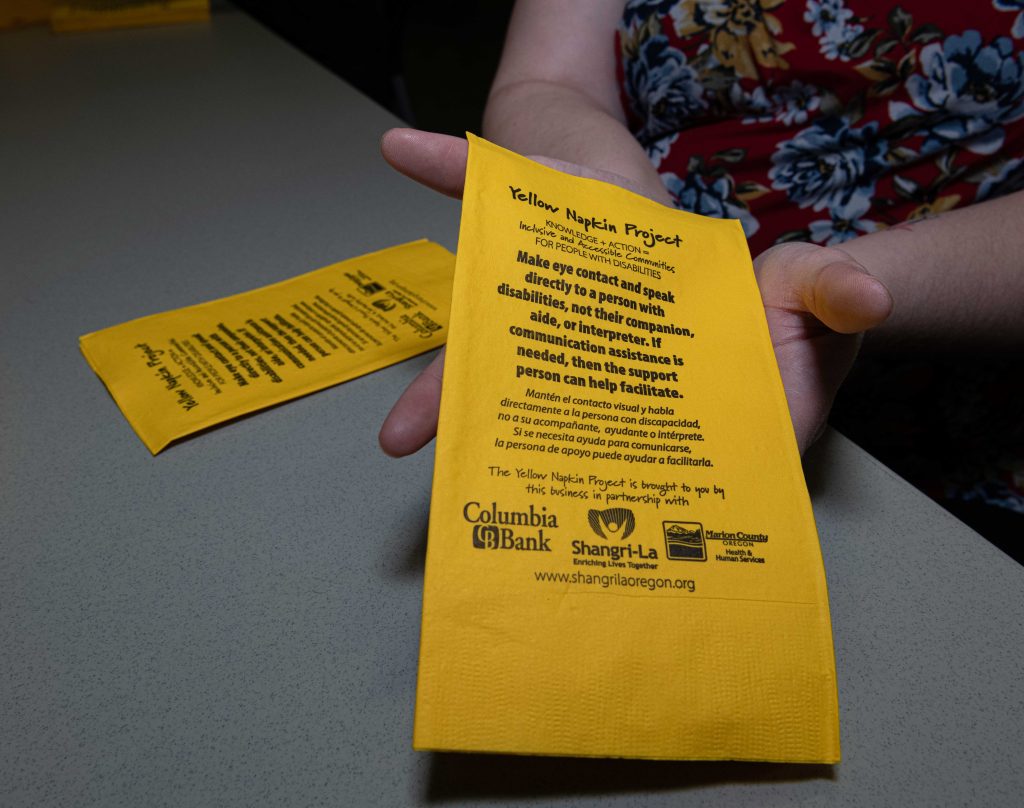 Yellow Napkin Project
KNOWLEDGE + ACTION =
Inclusive and Accessible Communities
FOR PEOPLE WITH DISABILITIES
Make eye contact and speak
directly to a person with
disabilities, not their companion,
aide, or interpreter. If
communication assistance is
needed, then the support
person can help facilitate.
Mantén el contacto visual y habla
directamente a la persona con discapacidad,
no a su acompañante, ayudante o intérprete.
Si se necesita ayuda para comunicarse,
la persona de apoyo puede ayudar a facilitarla.
The Yellow Napkin Project is brought to you by
this business in partnership with
Columbia
CB Bank
Shangri-La
Enriching Lives Together
Marion County
OREGON
Health &
Human Services
www.shangrilaoregon.org
Yellow Napkin Project